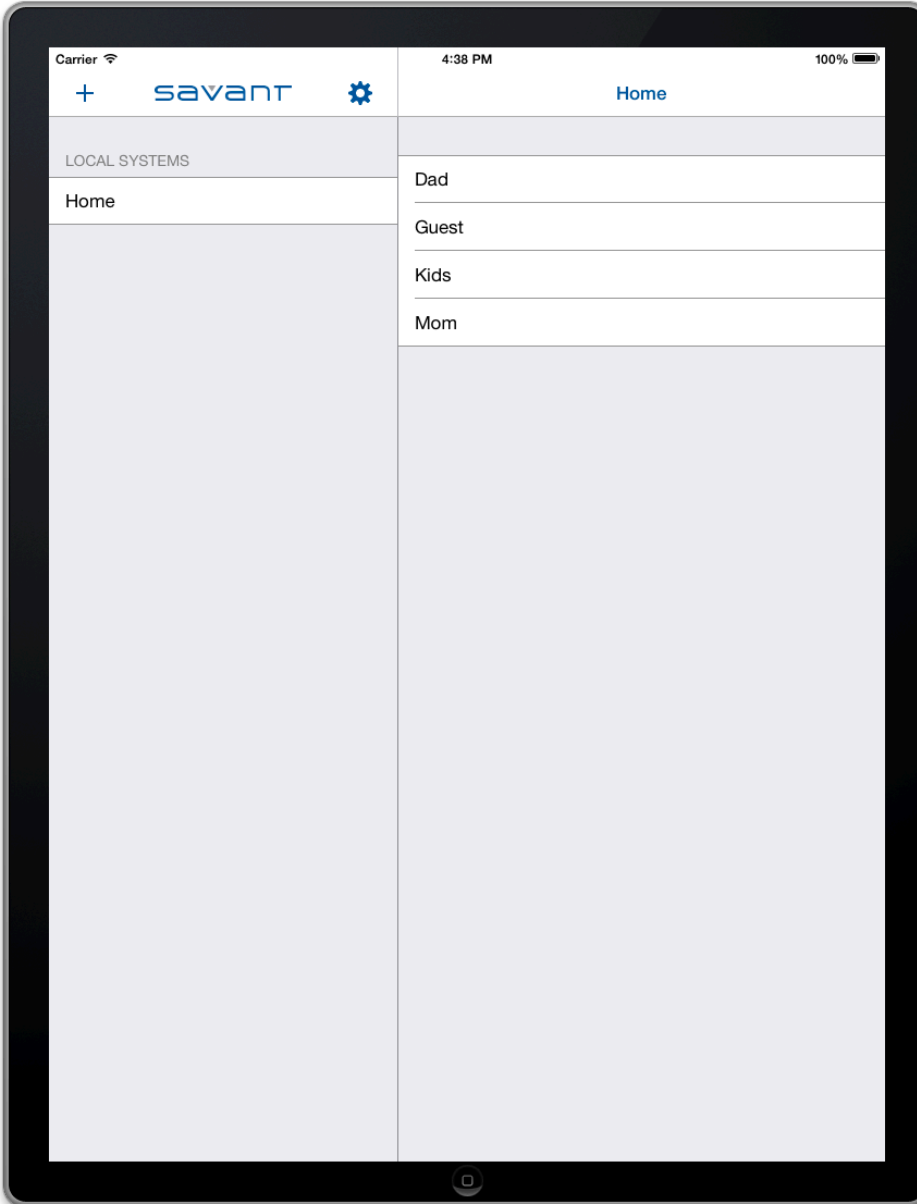 Carrier 4:38 PM 100%
+ savant Home
LOCAL SYSTEMS
Home
Dad
Guest
Kids
Mom